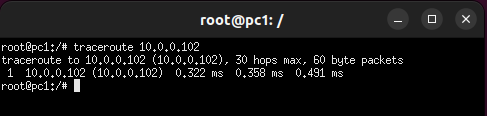 root@pc1: /
root@pc1:/# traceroute 10.0.0.102
traceroute to 10.0.0.102 (10.0.0.102), 30 hops max, 60 byte packets
 1  10.0.0.102 (10.0.0.102)  0.322 ms  0.358 ms  0.491 ms
root@pc1:/#